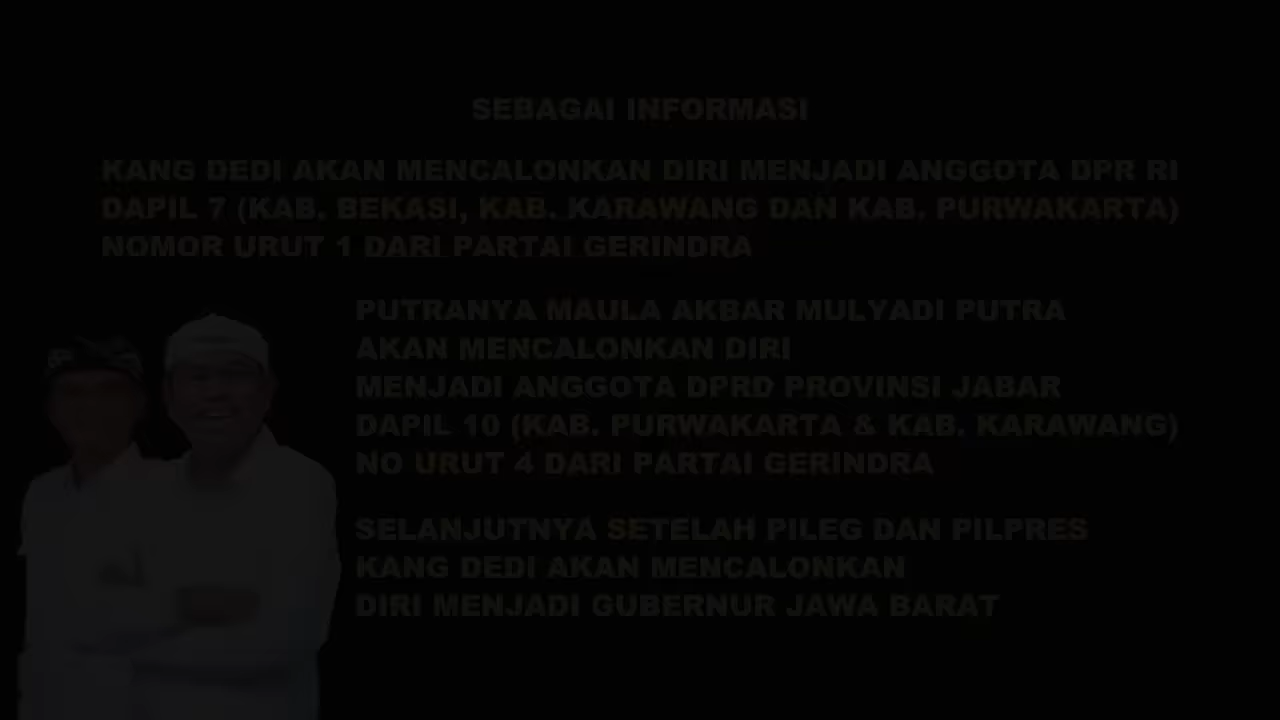 SEBAGAI INFORMASI
KANG DEDI AKAN MENCALONKAN DIRI MENJADI ANGGOTA DPR RI
DAPIL 7 (KAB. BEKASI, KAB. KARAWANG DAN KAB. PURWAKARTA)
NOMOR URUT 1 DARI PARTAI GERINDRA
PUTRANYA MAULA AKBAR MULYADI PUTRA
AKAN MENCALONKAN DIRI
MENJADI ANGGOTA DPRD PROVINSI JABAR
DAPIL 10 (KAB. PURWAKARTA & KAB. KARAWANG)
NO URUT 4 DARI PARTAI GERINDRA
SELANJUTNYA SETELAH PILEG DAN PILPRES
KANG DEDI AKAN MENCALONKAN
DIRI MENJADI GUBERNUR JAWA BARAT